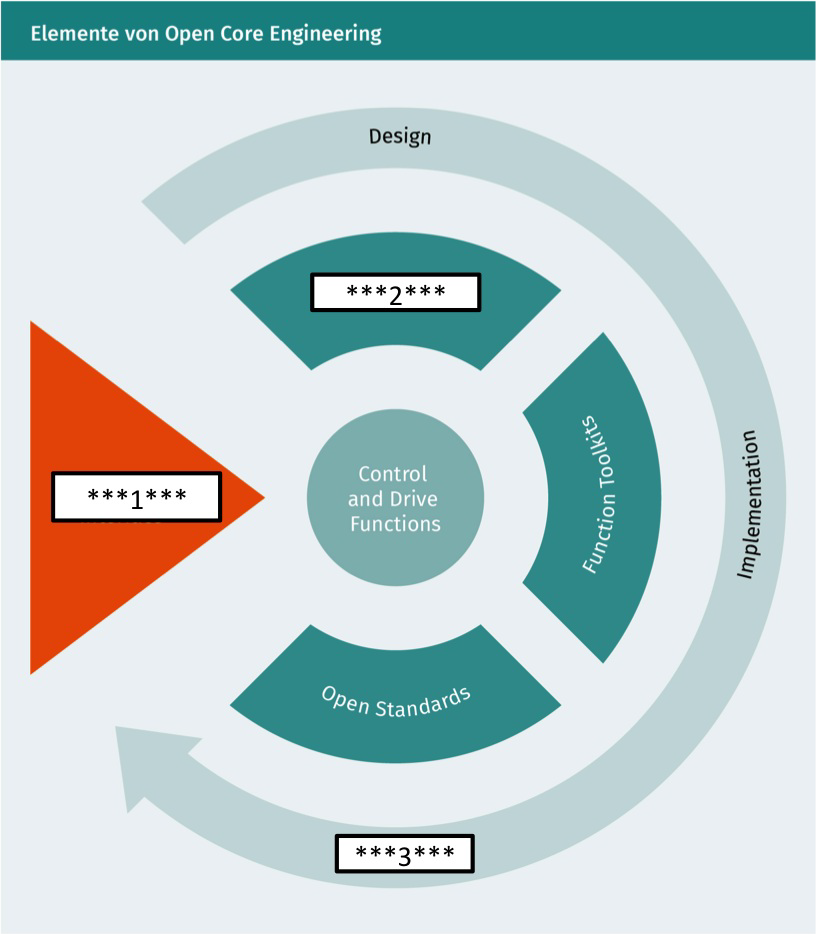 Elemente von Open Core Engineering
Design
***2***
Function Toolkits
Implementation
***1***
Control
and Drive
Functions
Open Standards
***3***